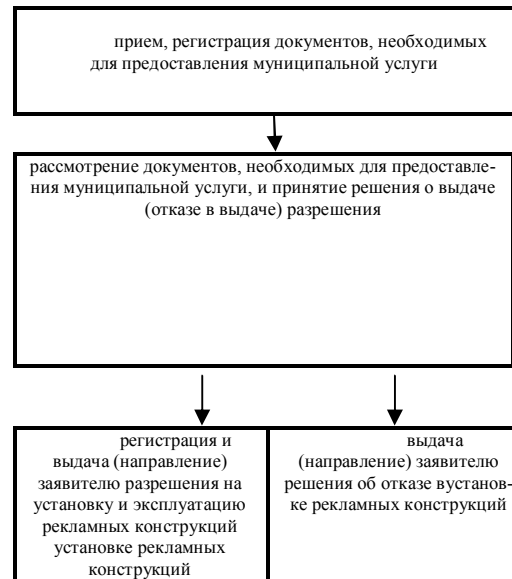 прием, регистрация документов, необходимых
для предоставления муниципальной услуги
рассмотрение документов, необходимых для предоставле-
ния муниципальной услуги, и принятие решения о выдаче
(отказе в выдаче) разрешения
регистрация и
выдача (направление)
заявителю разрешения на
установку и эксплуатацию
рекламных конструкций
установке рекламных
конструкций
выдача
(направление) заявителю
решения об отказе вустанов-
ке рекламных конструкций